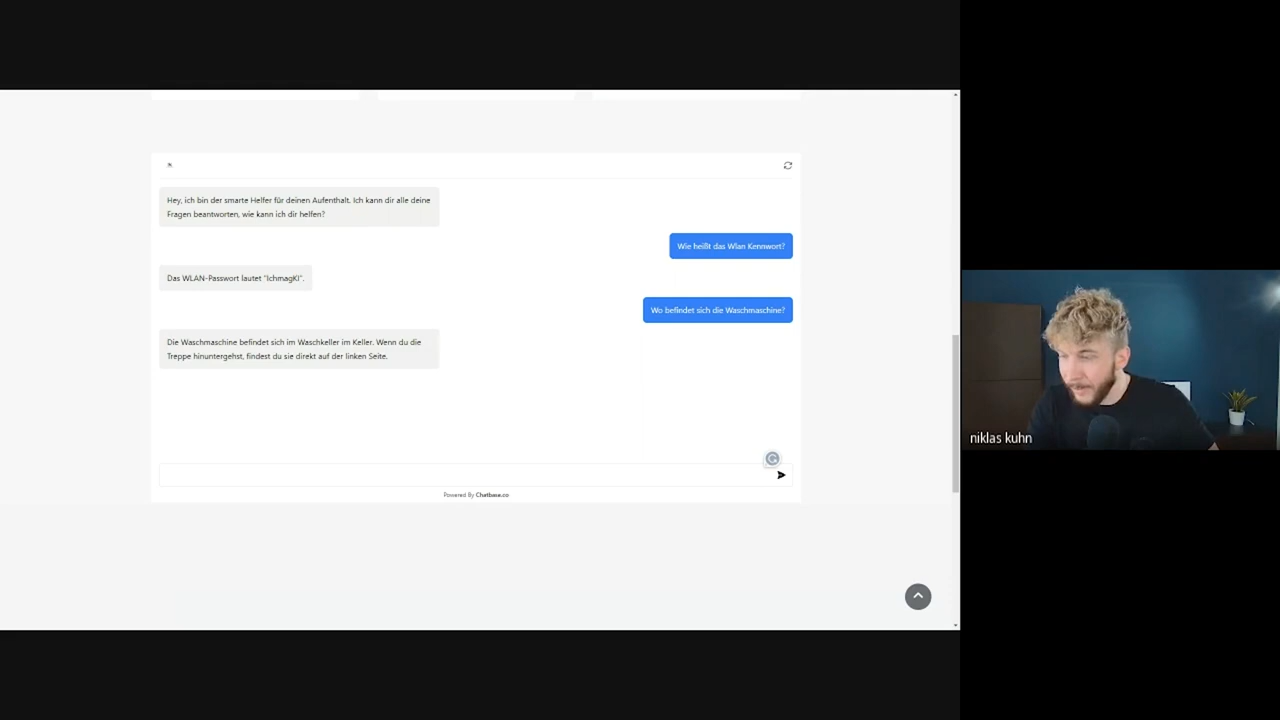 Hey, ich bin der smarte Helfer für deinen Aufenthalt. Ich kann dir alle deine
Fragen beantworten, wie kann ich dir helfen?
Wie heißt das Wlan Kennwort?
Das WLAN-Passwort lautet "IchmagKI".
Wo befindet sich die Waschmaschine?
Die Waschmaschine befindet sich im Waschkeller im Keller. Wenn du die
Treppe hinuntergehst, findest du sie direkt auf der linken Seite.
Powered By Chatbase.co
niklas kuhn